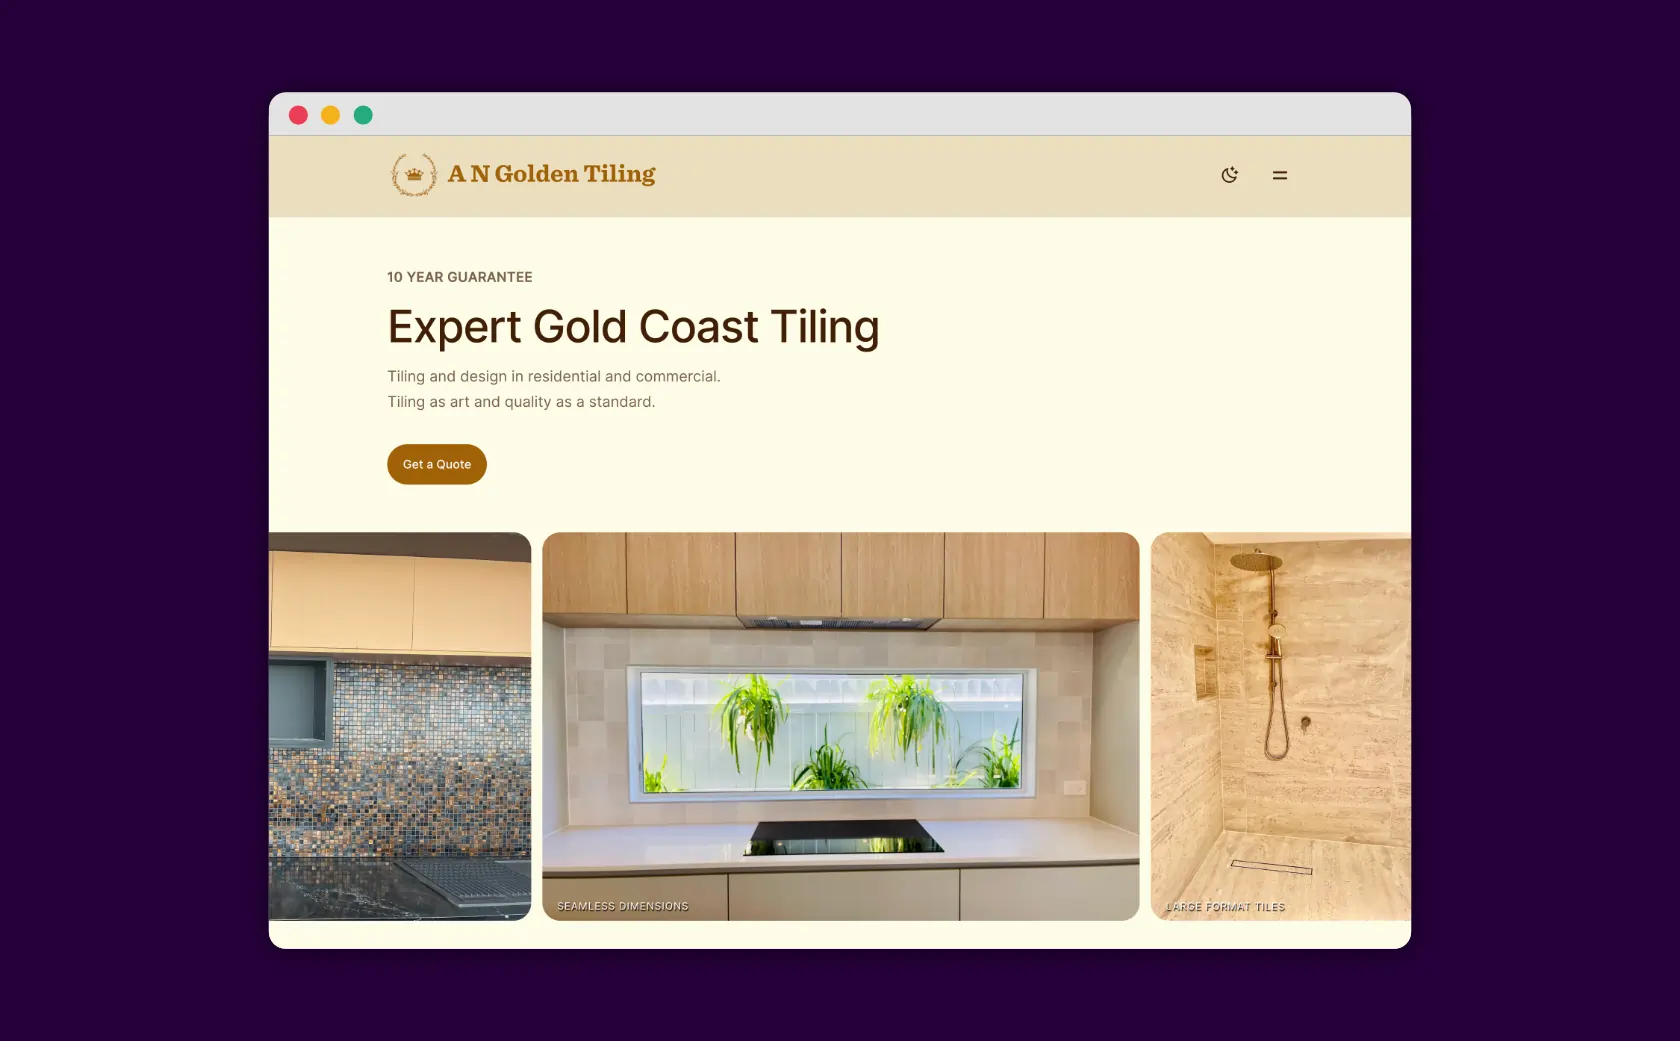 A N Golden Tiling
10 YEAR GUARANTEE
Expert Gold Coast Tiling
Tiling and design in residential and commercial.
Tiling as art and quality as a standard.
Get a Quote
SEAMLESS DIMENSIONS
LARGE FORMAT TILES